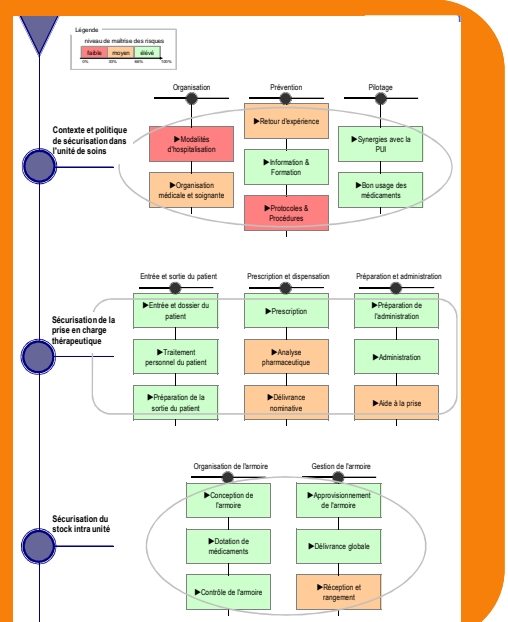 Légende
niveau de maîtrise des risques
faible moyen élévé
0% 33% 66% 100%
Organisation Prévention Pilotage
Contexte et politique
de sécurisation dans
l'unité de soins
▶Retour d'expérience
▶Modalités
d'hospitalisation
▶Synergies avec la
PUI
▶Information &
Formation
▶Organisation
médicale et soignante
▶Bon usage des
médicaments
▶Protocoles &
Procédures
Entrée et sortie du patient Prescription et dispensation Préparation et administration
Sécurisation de la
prise en charge
thérapeutique
▶Entrée et dossier du
patient
▶Prescription
▶Préparation de
l'administration
▶Traitement
personnel du patient
▶Analyse
pharmaceutique
▶Administration
▶Préparation de la
sortie du patient
▶Délivrance
nominative
▶Aide à la prise
Organisation de l'armoire Gestion de l'armoire
Sécurisation du
stock intra unité
▶Conception de
l'armoire
▶Approvisionnement
de l'armoire
▶Dotation de
médicaments
▶Délivrance globale
▶Contrôle de l'armoire
▶Réception et
rangement